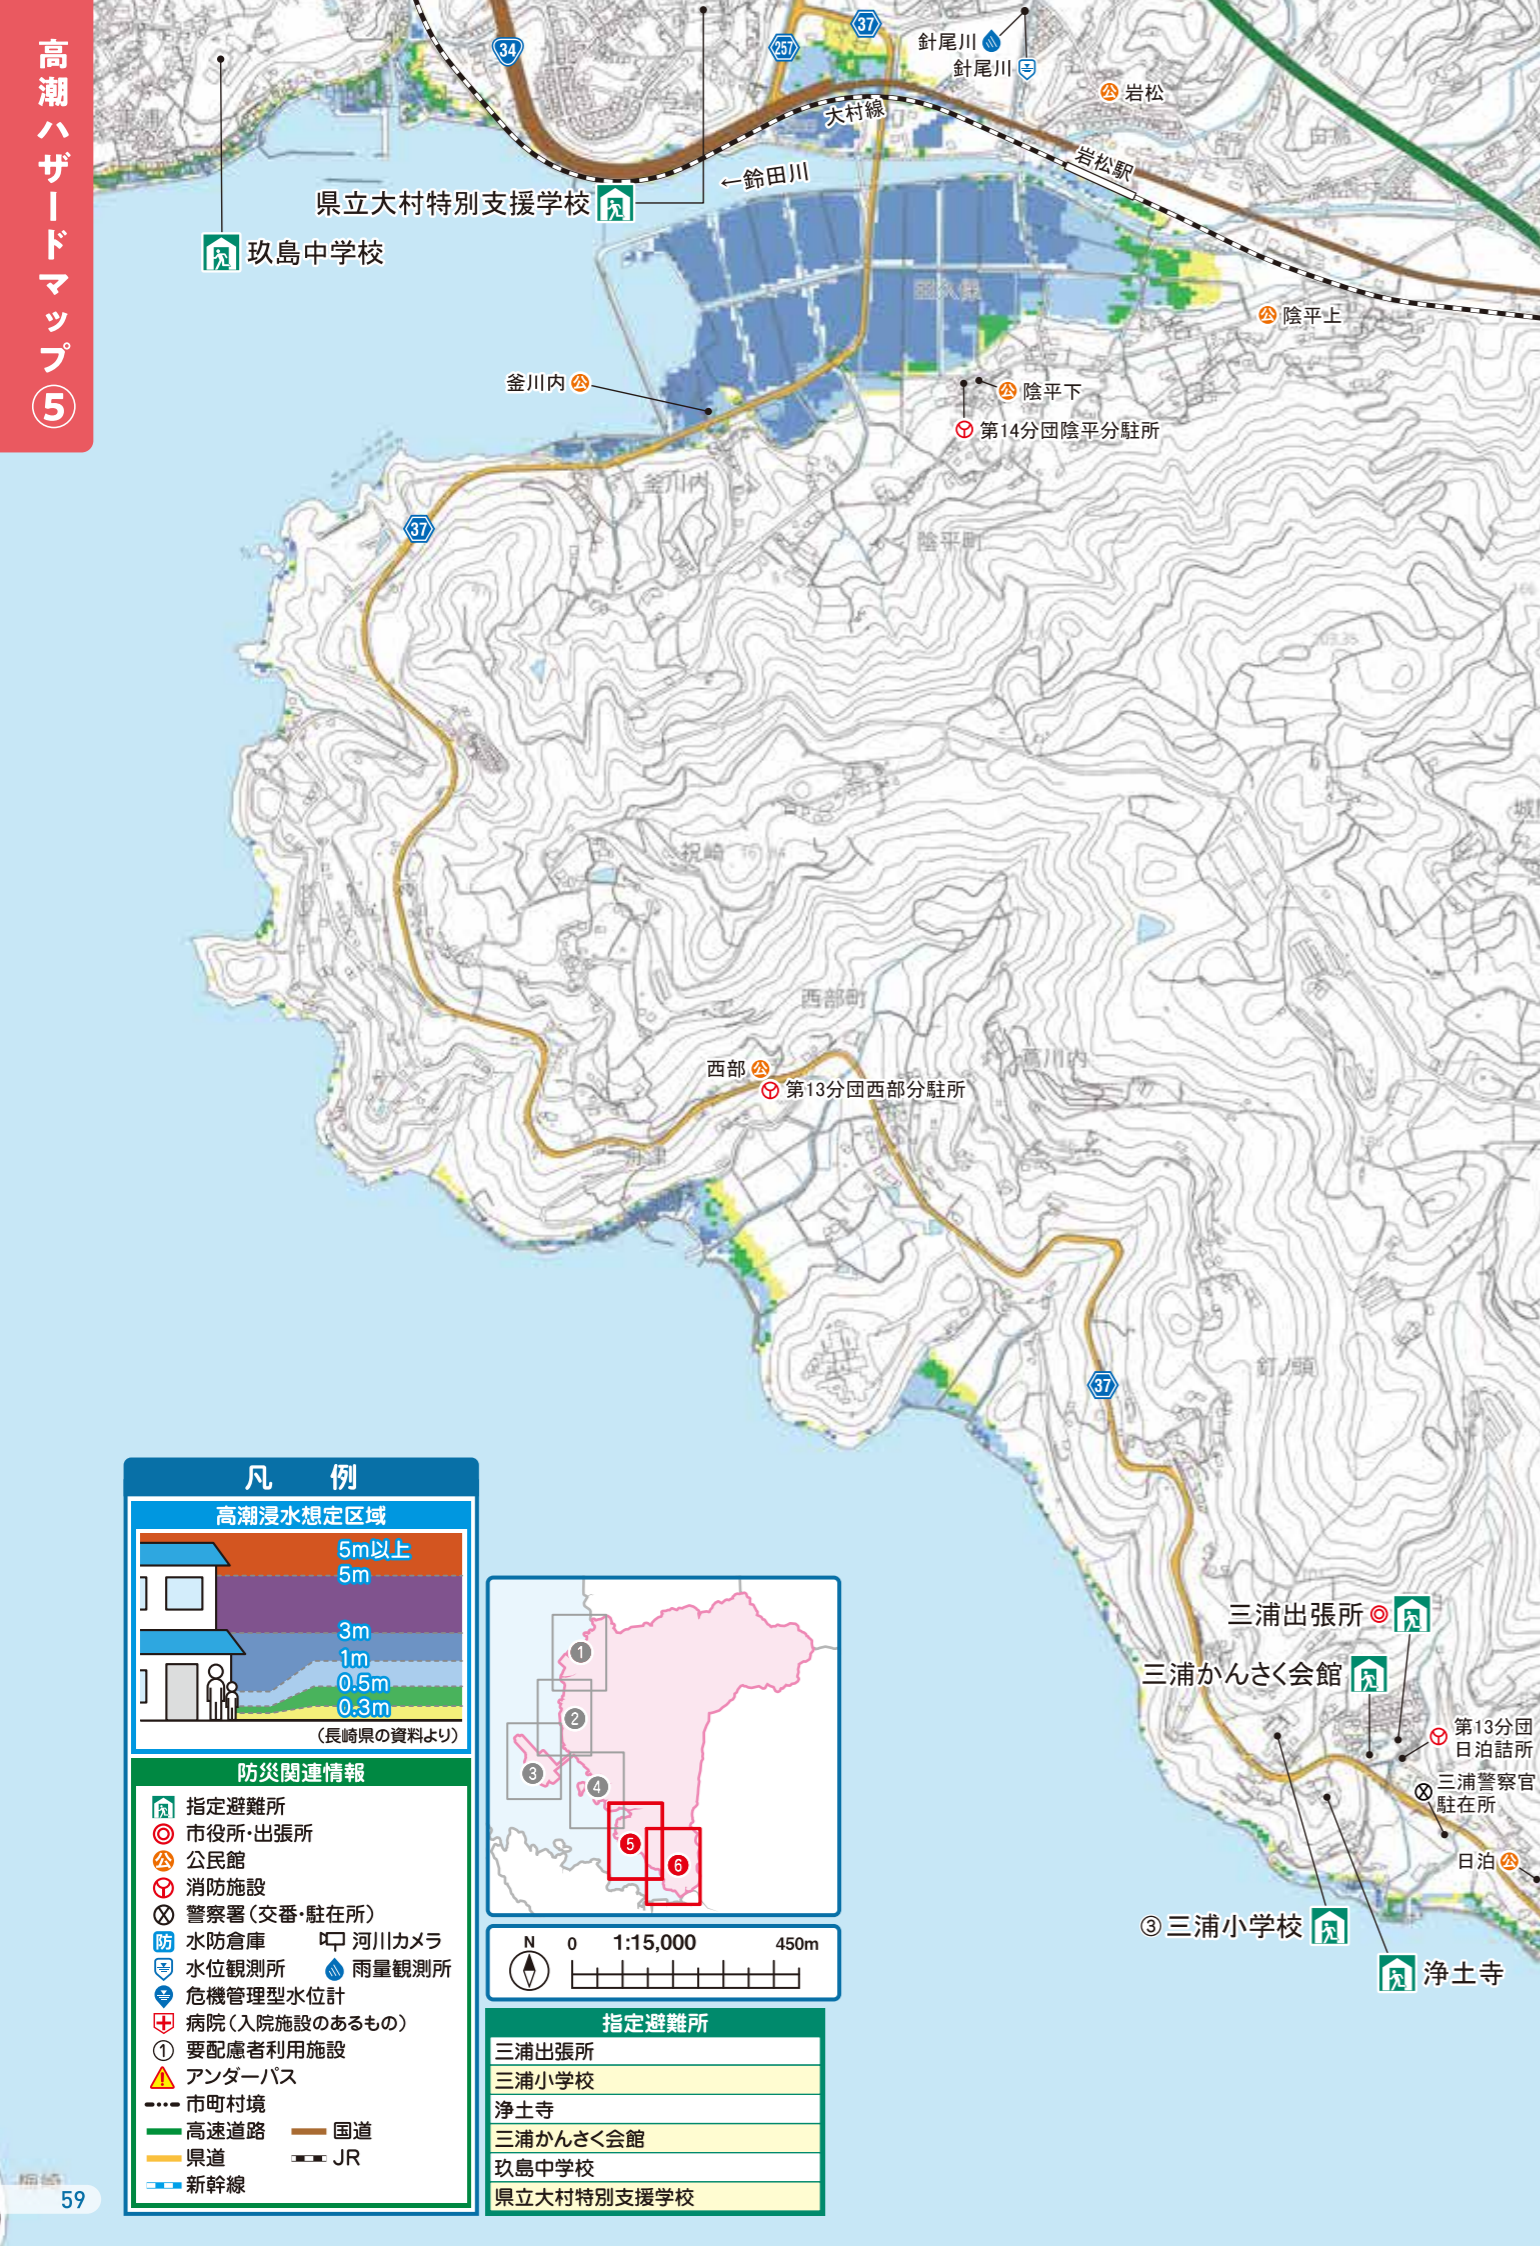 高潮ハザードマップ⑤
34
257
37
針尾川
針尾川
岩松
大村線
岩松駅
←鈴田川
県立大村特別支援学校
玖島中学校
陰平上
釜川内
陰平下
第14分団陰平分駐所
釜川内
37
陰平町
祝崎
西部町
西部
第13分団西部分駐所
37
三浦出張所
三浦かんさく会館
第13分団
日泊詰所
三浦警察官
駐在所
日泊
③三浦小学校
浄土寺
凡 例
高潮浸水想定区域
5m以上
5m
3m
1m
0.5m
0.3m
（長崎県の資料より）
防災関連情報
指定避難所
市役所・出張所
公民館
消防施設
警察署（交番・駐在所）
防 水防倉庫 河川カメラ
水位観測所 雨量観測所
危機管理型水位計
病院（入院施設のあるもの）
① 要配慮者利用施設
アンダーパス
市町村境
高速道路 国道
県道 JR
新幹線
1
2
3
4
5
6
N 0 1:15,000 450m
指定避難所
三浦出張所
三浦小学校
浄土寺
三浦かんさく会館
玖島中学校
県立大村特別支援学校
59